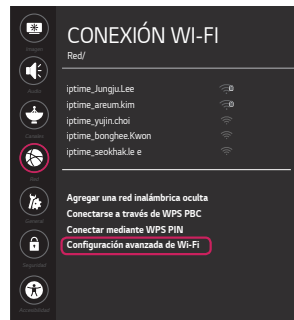 CONEXIÓN WI-FI
Red/
Imagen
Audio
Canales
Red
General
Seguridad
Accesibilidad
iptime_JungjuLee
iptime_areum.kim
iptime_yujin.choi
iptime_bonghee.Kwon
iptime_seokhak.le e
Agregar una red inalámbrica oculta
Conectarse a través de WPS PBC
Conectar mediante WPS PIN
Configuración avanzada de Wi-Fi